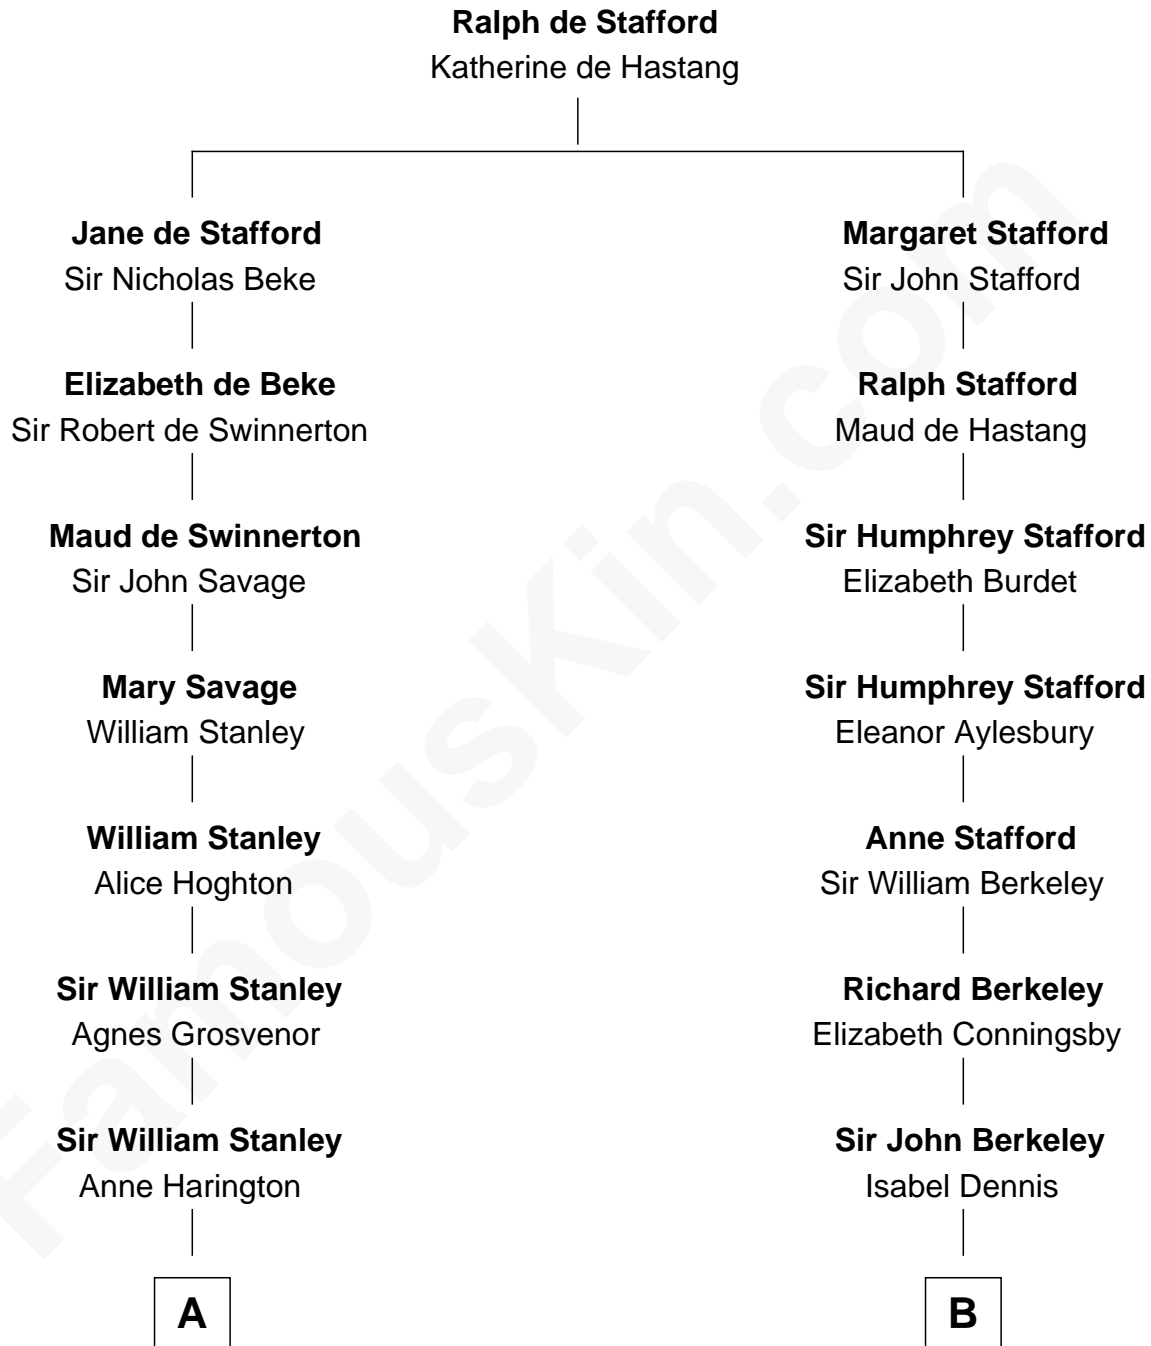 Ralph de Stafford
Katherine de Hastang
Jane de Stafford
Sir Nicholas Beke
Margaret Stafford
Sir John Stafford
Elizabeth de Beke
Sir Robert de Swinnerton
Ralph Stafford
Maud de Hastang
Maud de Swinnerton
Sir John Savage
Sir Humphrey Stafford
Elizabeth Burdet
Mary Savage
William Stanley
Sir Humphrey Stafford
Eleanor Aylesbury
William Stanley
Alice Hoghton
Anne Stafford
Sir William Berkeley
Sir William Stanley
Agnes Grosvenor
Richard Berkeley
Elizabeth Conningsby
Sir William Stanley
Anne Harington
Sir John Berkeley
Isabel Dennis
A
B
FamousKin.com